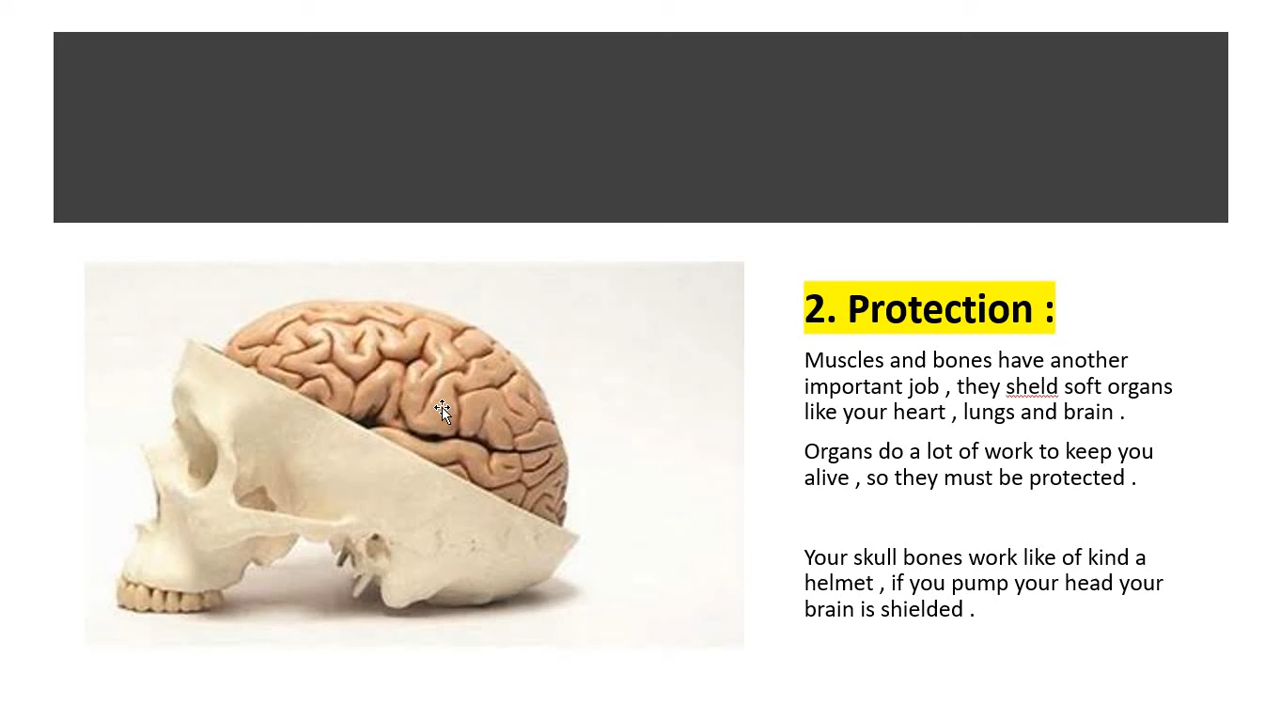 2. Protection :
Muscles and bones have another
important job , they sheld soft organs
like your heart , lungs and brain .
Organs do a lot of work to keep you
alive , so they must be protected .
Your skull bones work like of kind a
helmet , if you pump your head your
brain is shielded .